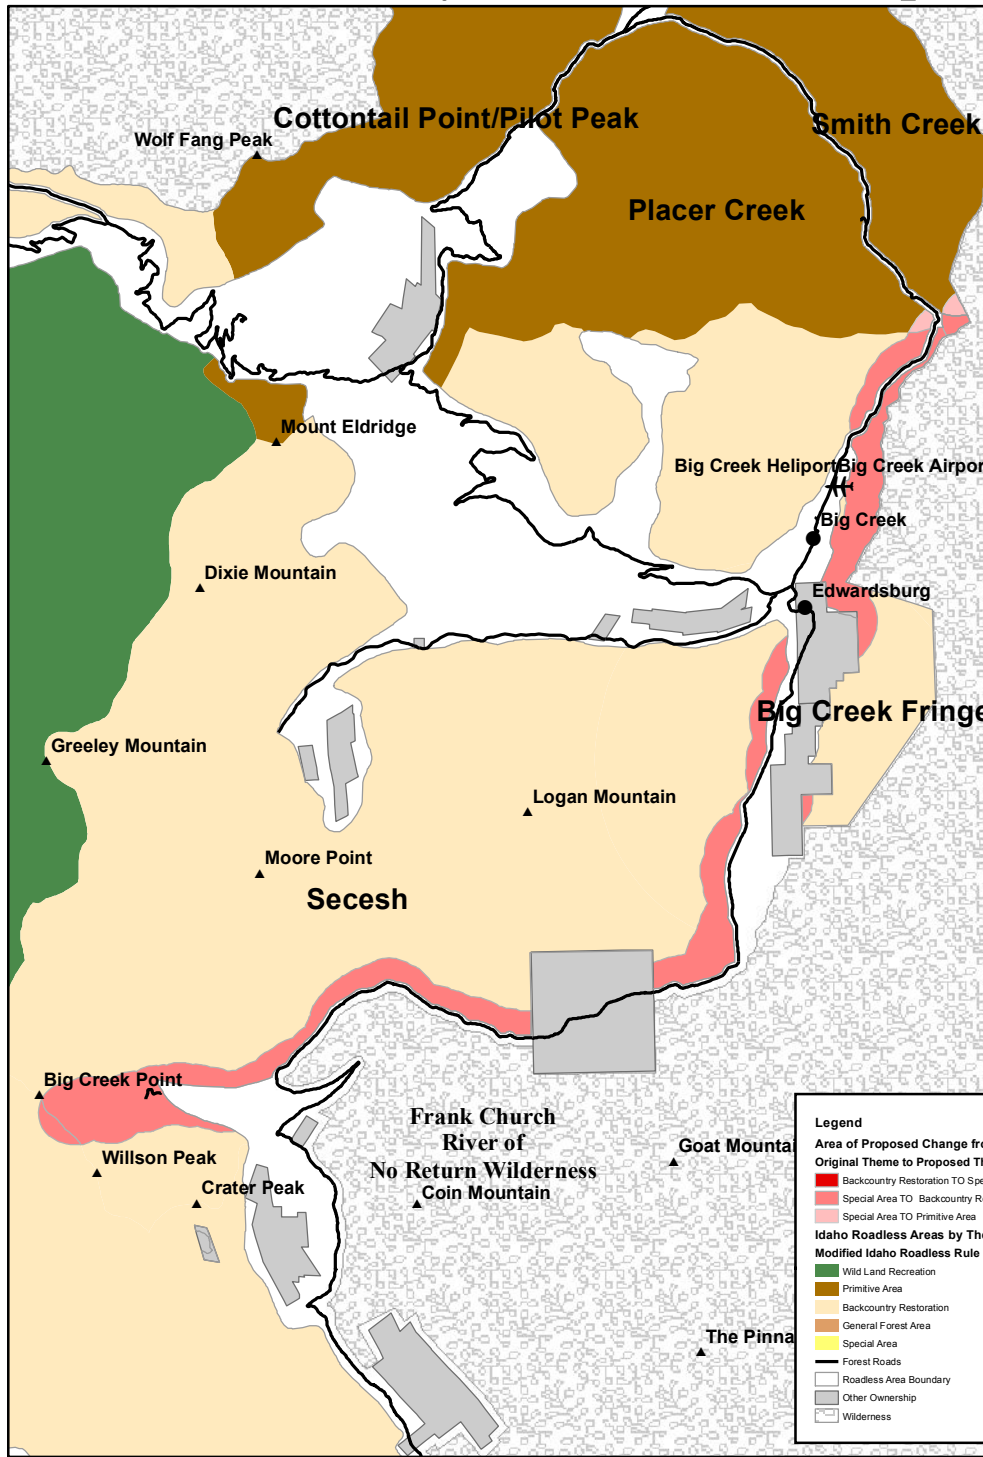 Cottontail Point/Pilot Peak
Smith Creek
Wolf Fang Peak
Placer Creek
Mount Eldridge
Big Creek Heliport
Big Creek Airpor
Big Creek
Dixie Mountain
Edwardsburg
Big Creek Fringe
Greeley Mountain
Logan Mountain
Moore Point
Secesh
Big Creek Point
Frank Church
River of
No Return Wilderness
Goat Mountai
Willson Peak
Crater Peak
Coin Mountain
The Pinna
Legend
Area of Proposed Change fro
Original Theme to Proposed Th
Backcountry Restoration TO Spe
Special Area TO Backcountry R
Special Area TO Primitive Area
Idaho Roadless Areas by The
Modified Idaho Roadless Rule
Wild Land Recreation
Primitive Area
Backcountry Restoration
General Forest Area
Special Area
Forest Roads
Roadless Area Boundary
Other Ownership
Wilderness